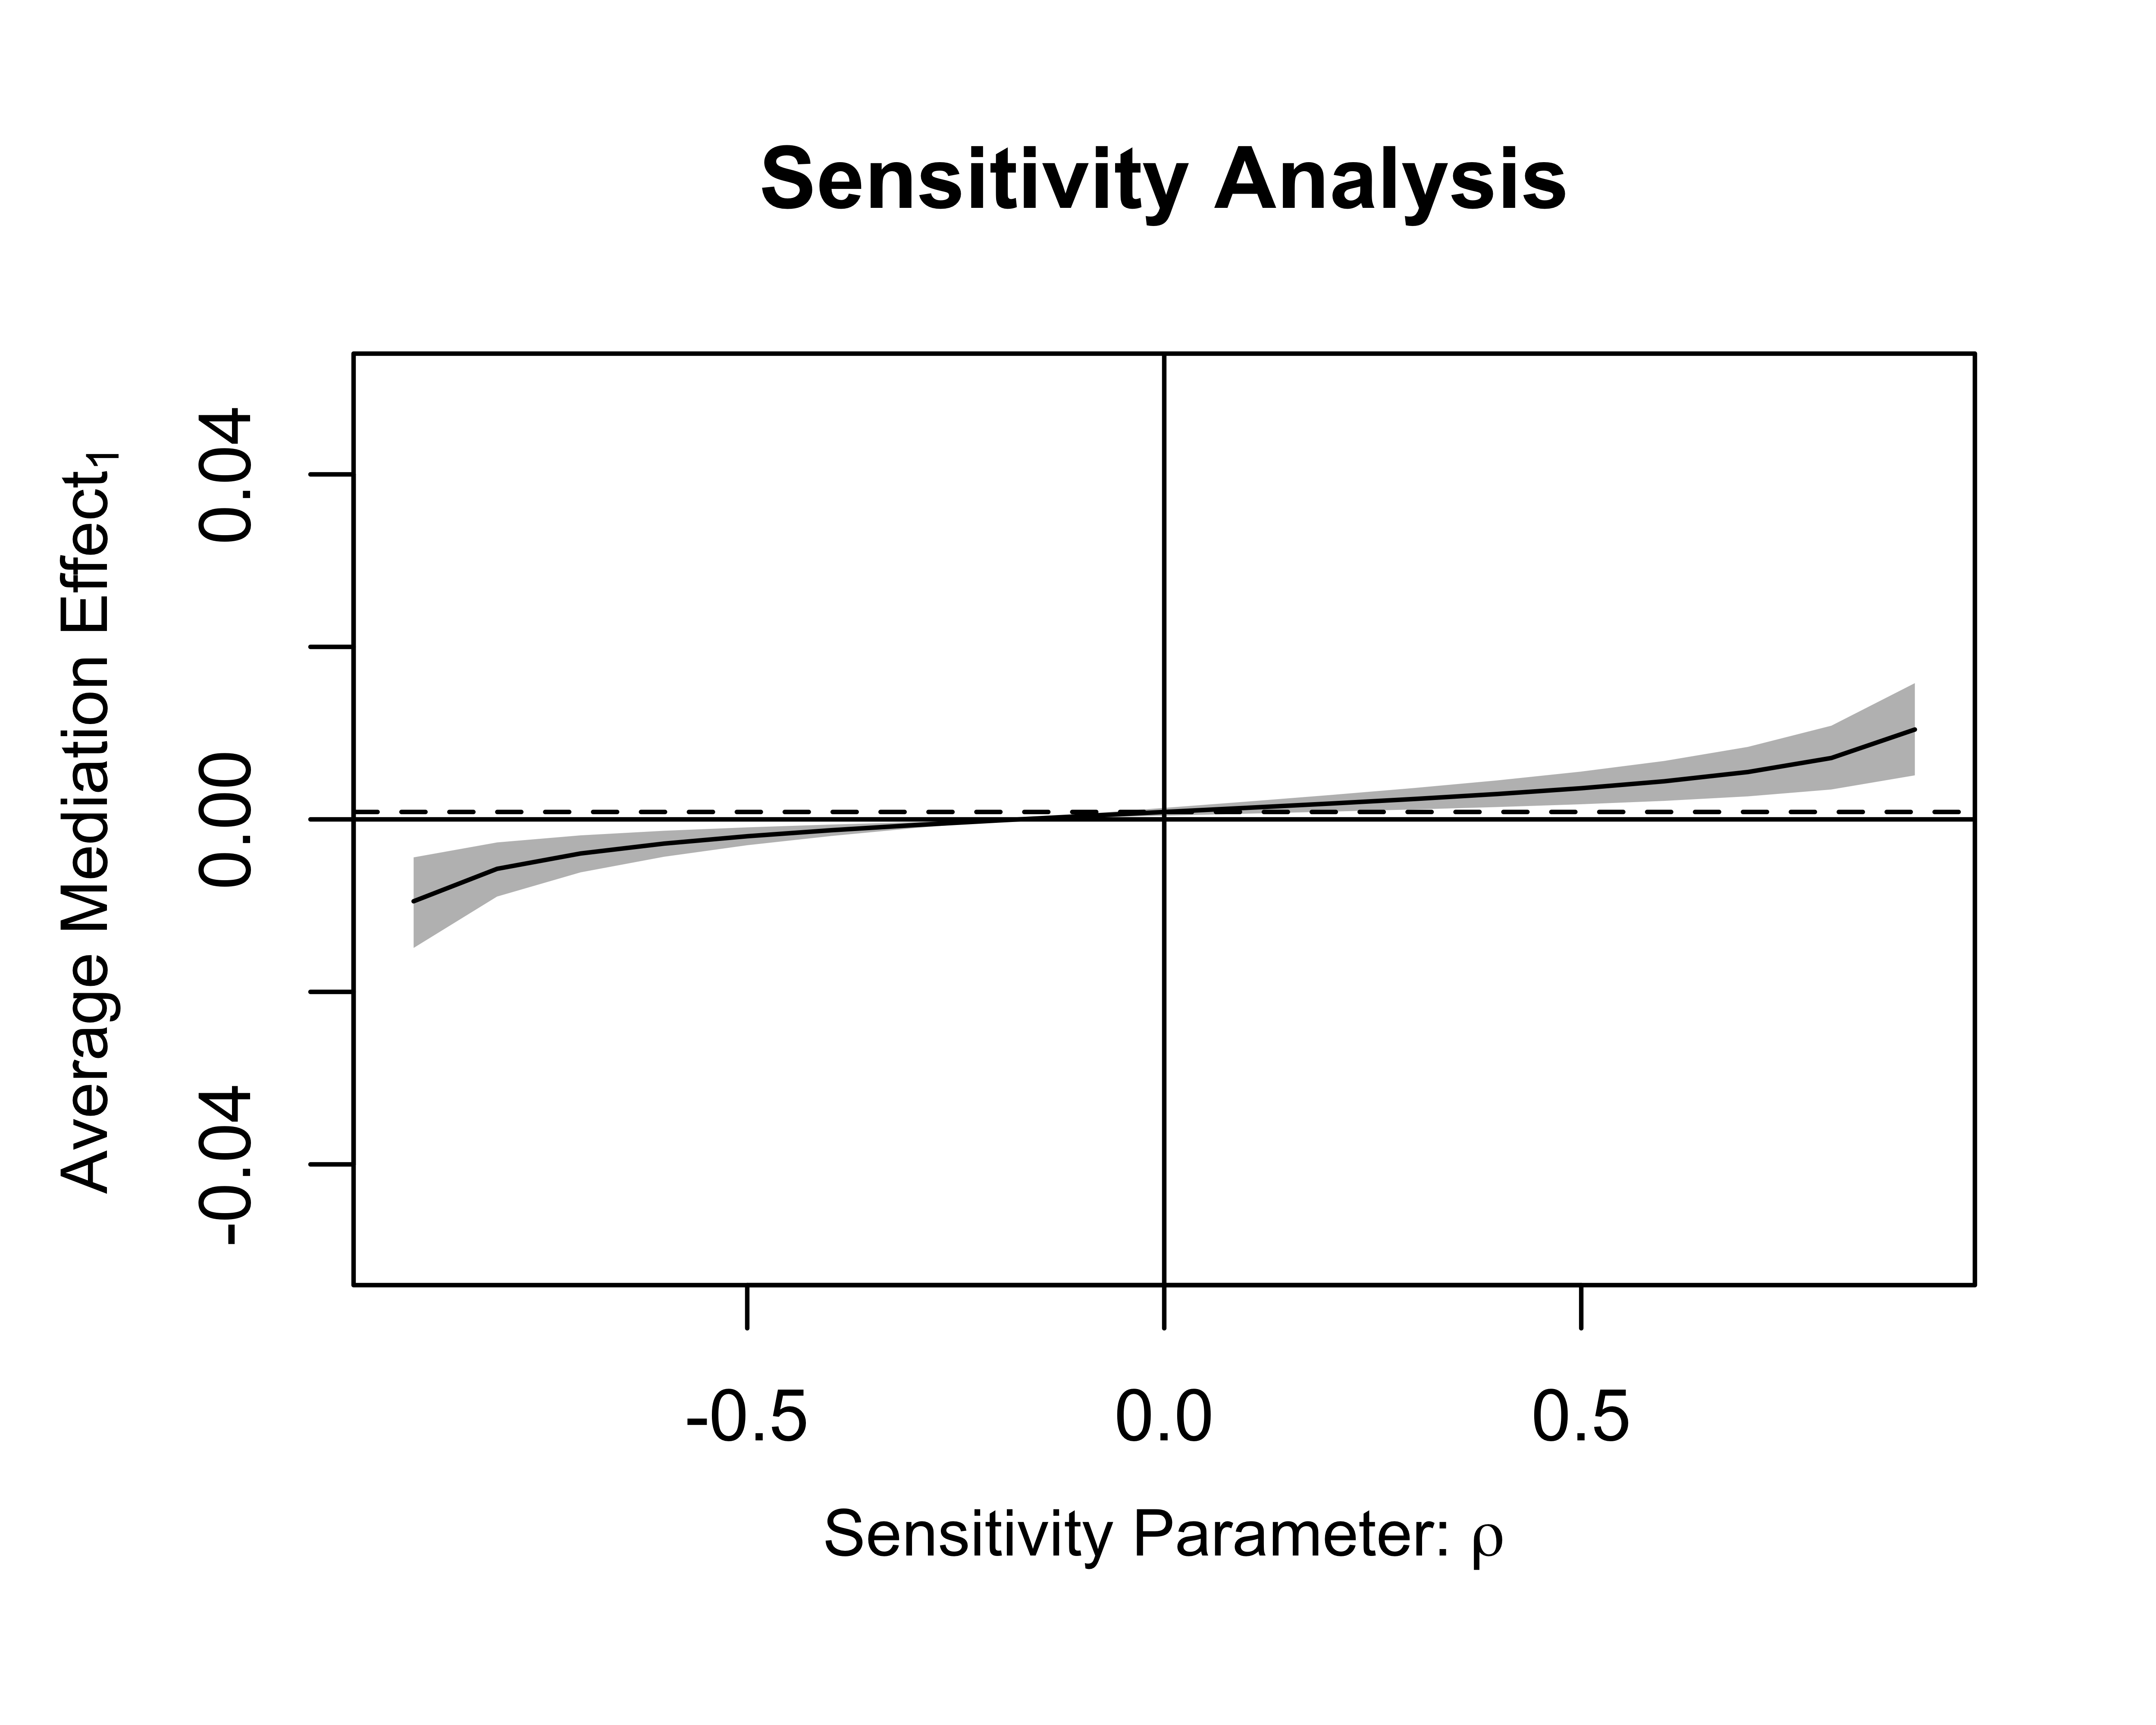 Sensitivity Analysis
Average Mediation Effect₁
0.04
0.00
-0.04
-0.5 0.0 0.5
Sensitivity Parameter: ρ